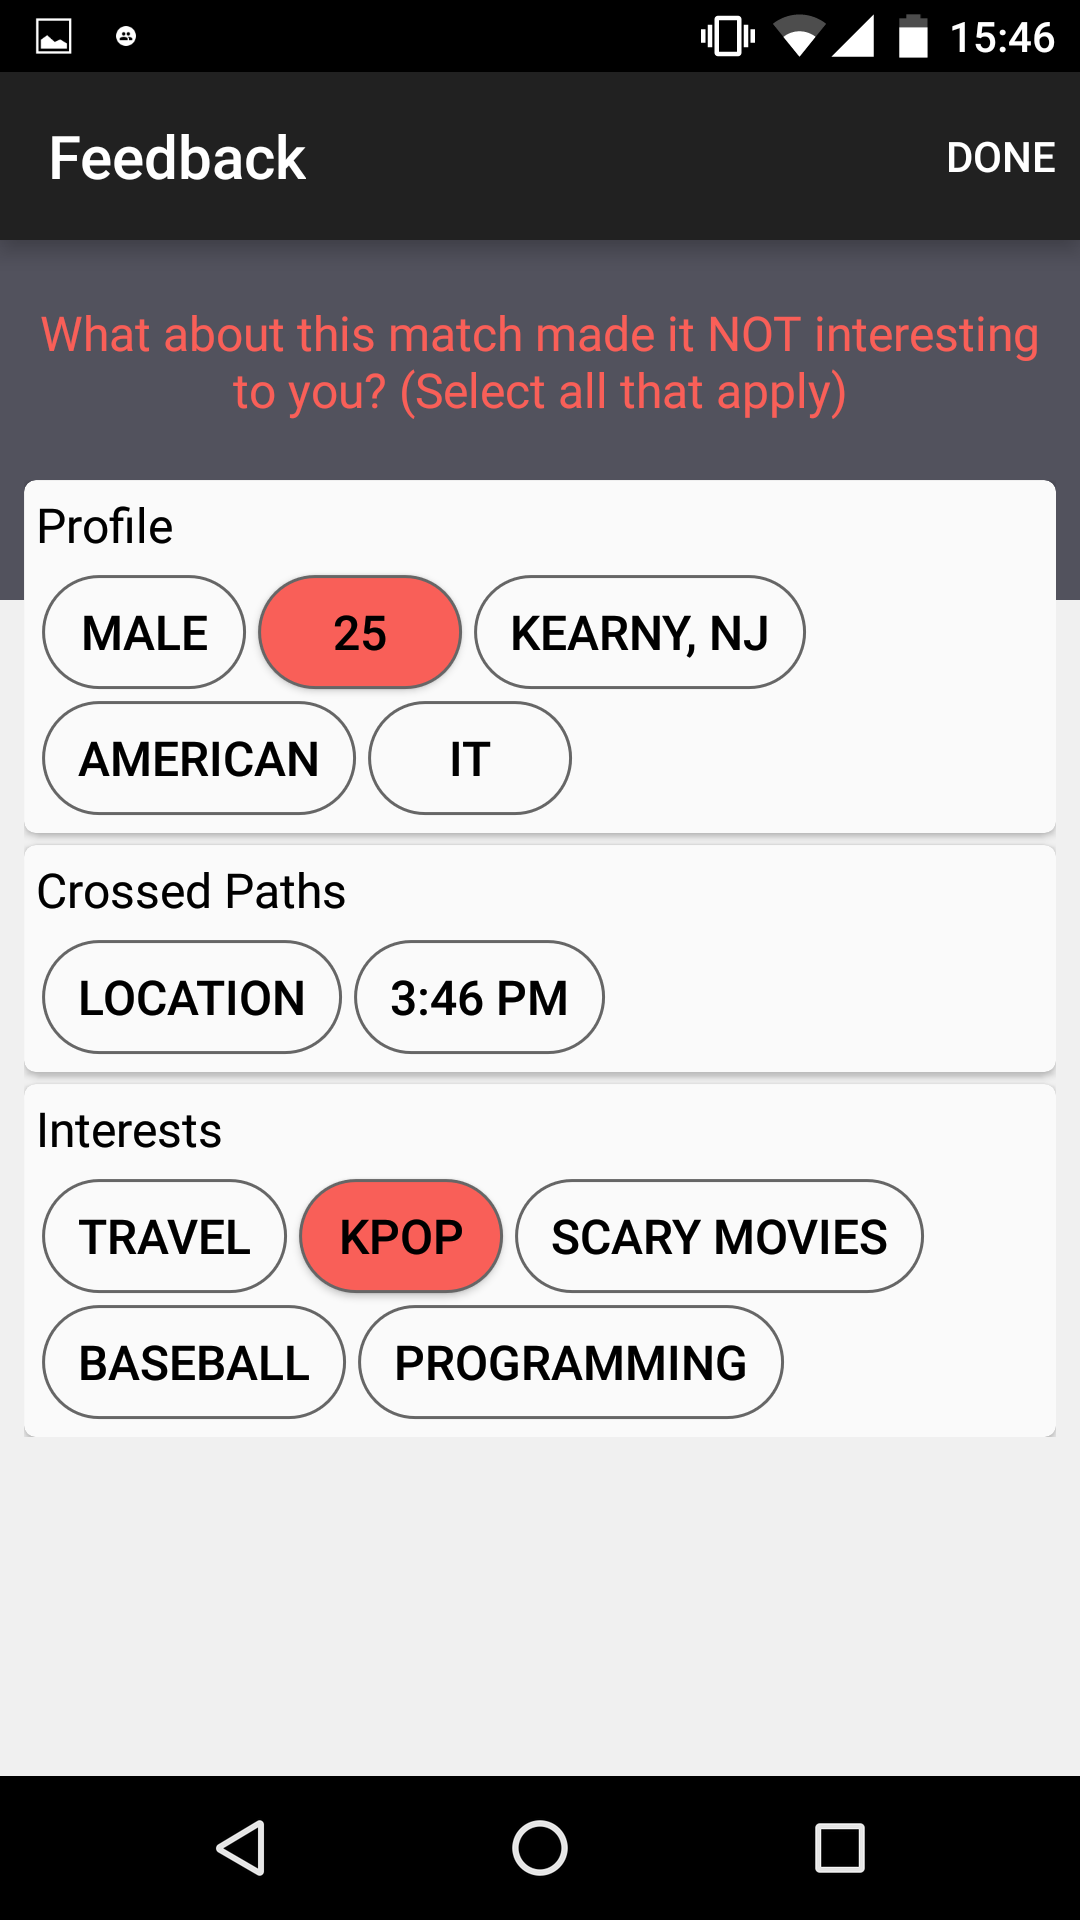 15:46
Feedback DONE
What about this match made it NOT interesting
to you? (Select all that apply)
Profile
MALE 25 KEARNY, NJ
AMERICAN IT
Crossed Paths
LOCATION 3:46 PM
Interests
TRAVEL KPOP SCARY MOVIES
BASEBALL PROGRAMMING